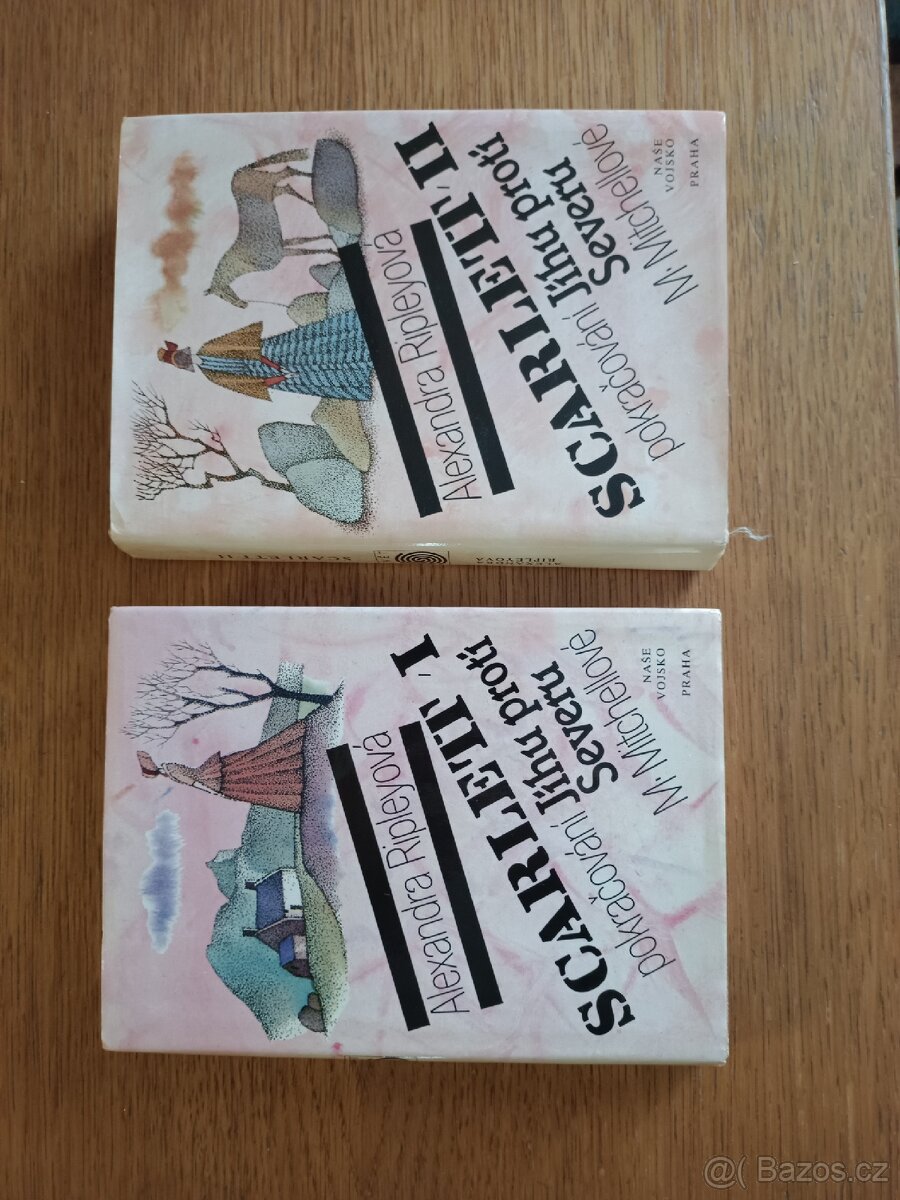 Alexandra Ripleyová
SCARLETT, II
pokračování Jihu proti
Severu
M. Mitchellové
NAŠE
VOJSKO
PRAHA
SCARLETT II
RIPLEYOVÁ
Alexandra Ripleyová
SCARLETT, I
pokračování Jihu proti
Severu
M. Mitchellové
NAŠE
VOJSKO
PRAHA
@( Bazos.cz